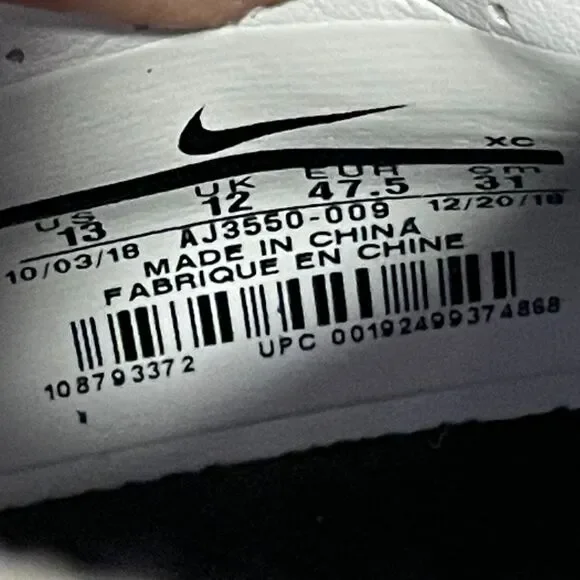 XC
US UK EUR cm
13 12 47.5 31
10/03/18 AJ3550-009 12/20/18
MADE IN CHINA
FABRIQUE EN CHINE
108793372 UPC 00192499374868